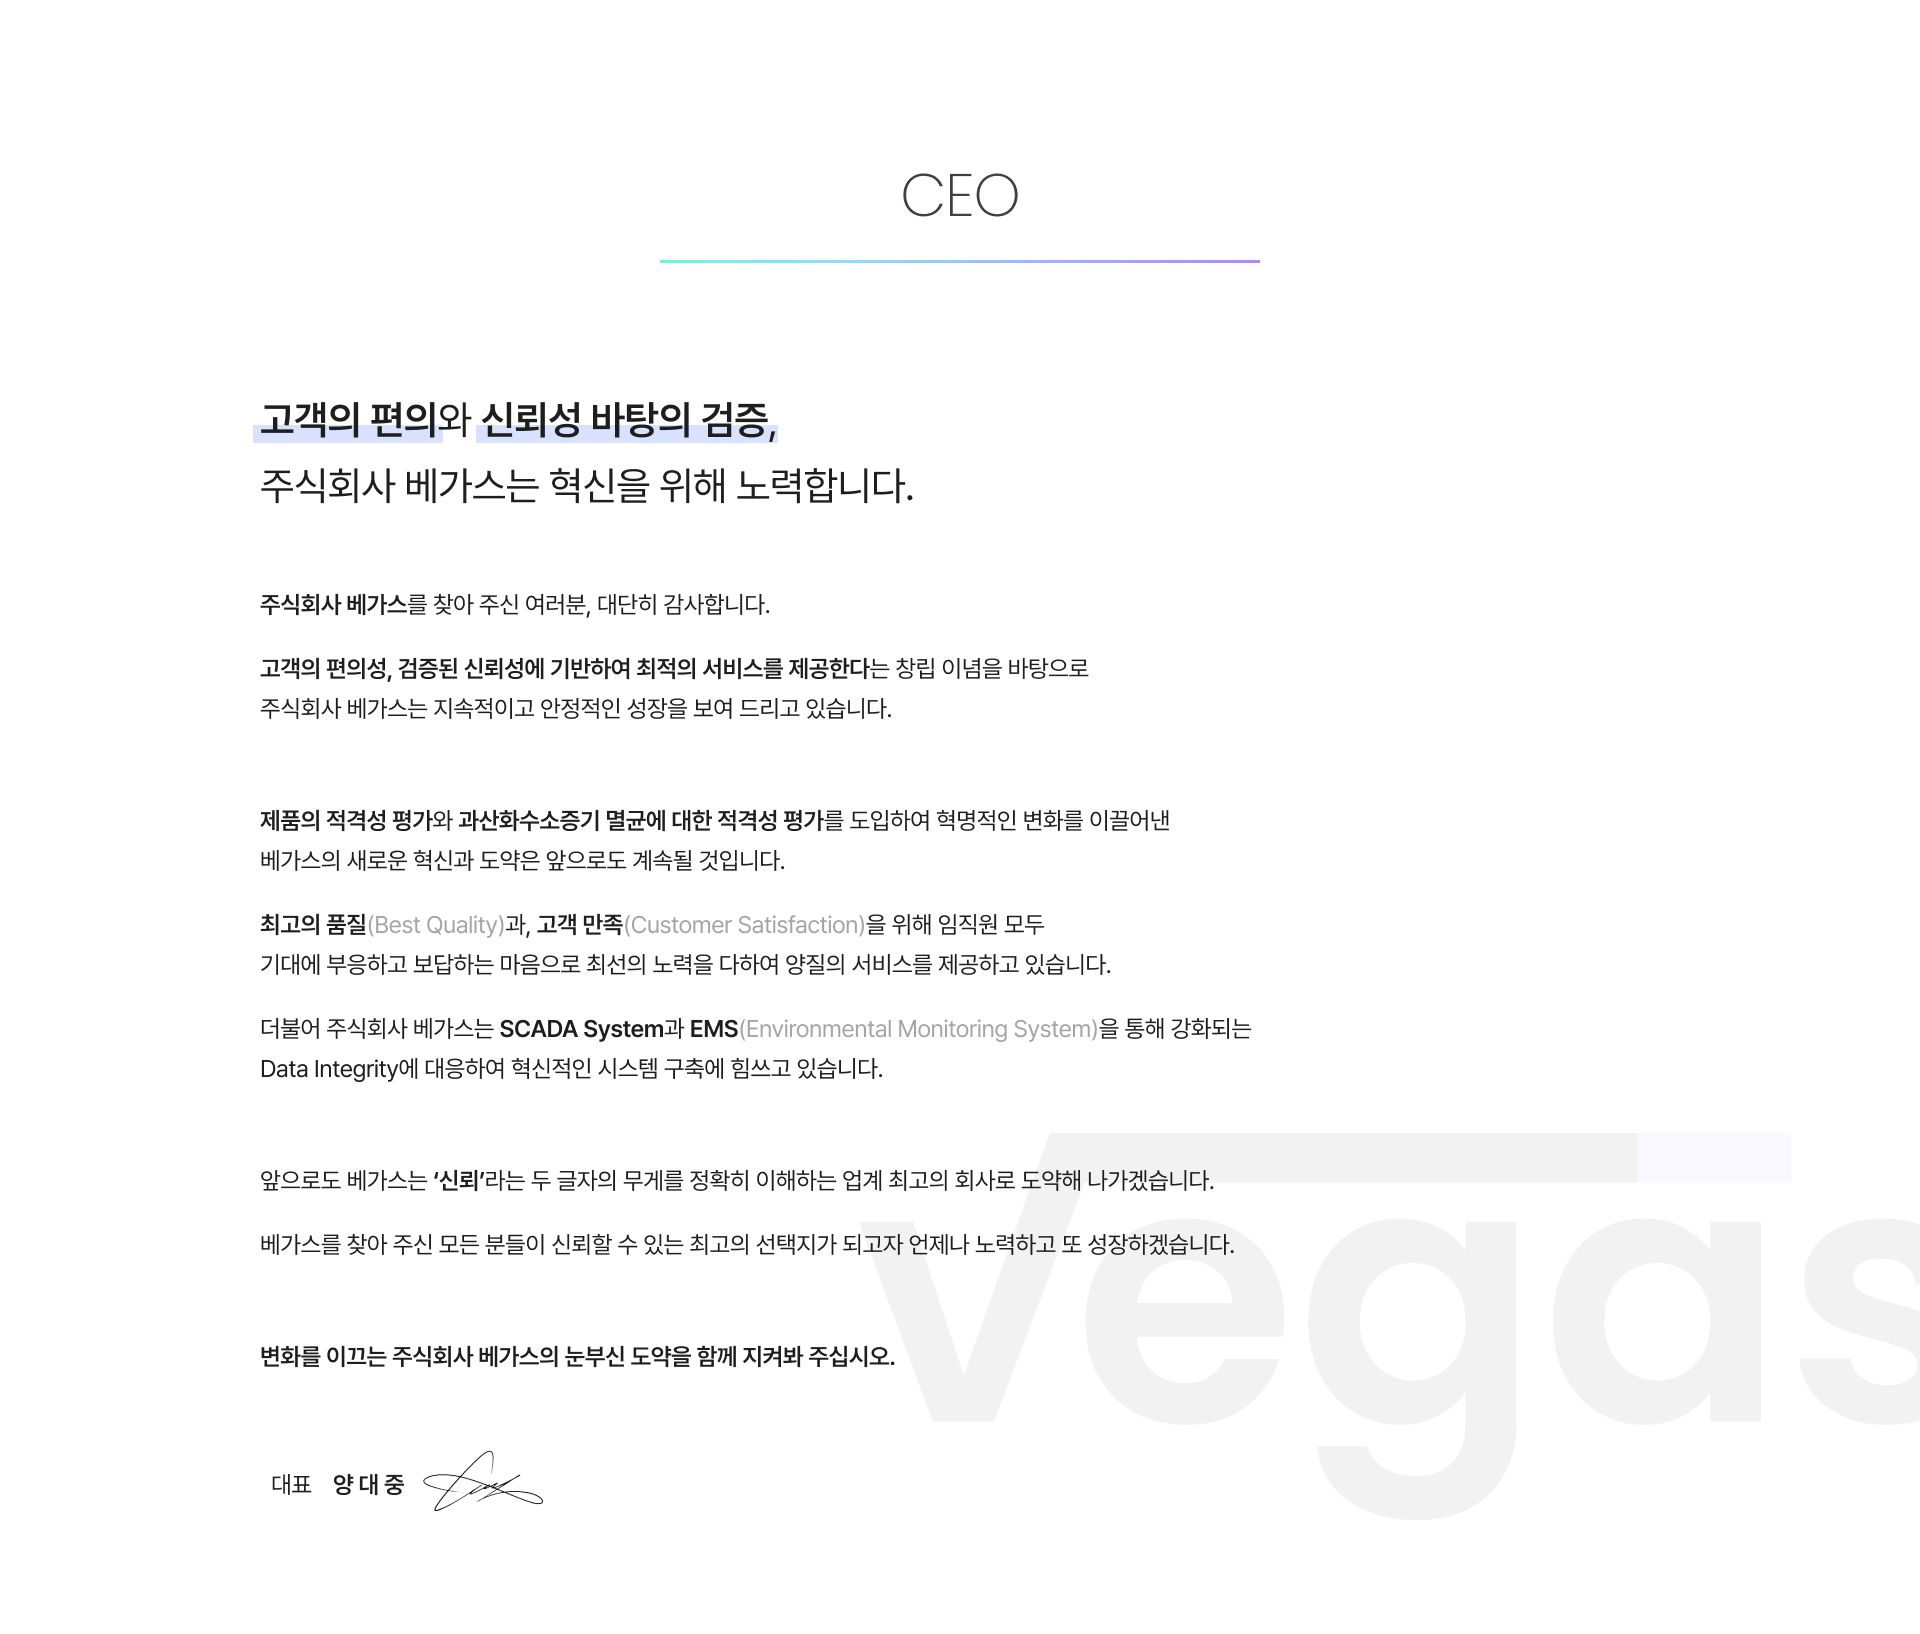 CEO
고객의 편의와 신뢰성 바탕의 검증,
주식회사 베가스는 혁신을 위해 노력합니다.
주식회사 베가스를 찾아 주신 여러분, 대단히 감사합니다.
고객의 편의성, 검증된 신뢰성에 기반하여 최적의 서비스를 제공한다는 창립 이념을 바탕으로
주식회사 베가스는 지속적이고 안정적인 성장을 보여 드리고 있습니다.
제품의 적격성 평가와 과산화수소증기 멸균에 대한 적격성 평가를 도입하여 혁명적인 변화를 이끌어낸
베가스의 새로운 혁신과 도약은 앞으로도 계속될 것입니다.
최고의 품질(Best Quality)과, 고객 만족(Customer Satisfaction)을 위해 임직원 모두
기대에 부응하고 보답하는 마음으로 최선의 노력을 다하여 양질의 서비스를 제공하고 있습니다.
더불어 주식회사 베가스는 SCADA System과 EMS(Environmental Monitoring System)을 통해 강화되는
Data Integrity에 대응하여 혁신적인 시스템 구축에 힘쓰고 있습니다.
앞으로도 베가스는 ‘신뢰’라는 두 글자의 무게를 정확히 이해하는 업계 최고의 회사로 도약해 나가겠습니다.
베가스를 찾아 주신 모든 분들이 신뢰할 수 있는 최고의 선택지가 되고자 언제나 노력하고 또 성장하겠습니다.
변화를 이끄는 주식회사 베가스의 눈부신 도약을 함께 지켜봐 주십시오.
대표 양 대 중
vegas